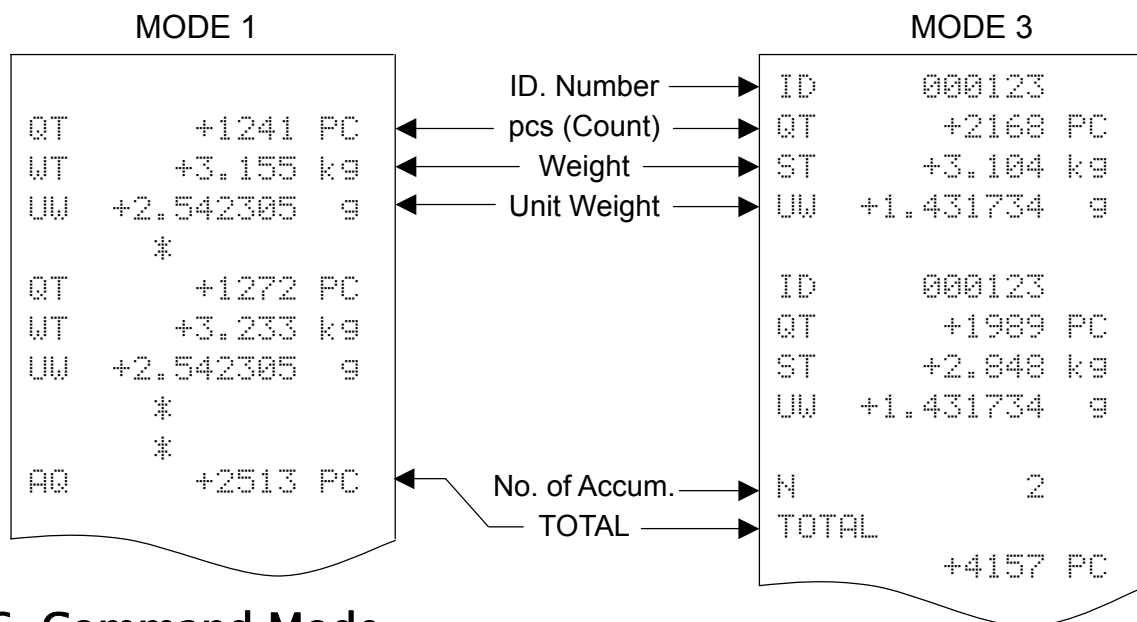 MODE 1
QT +1241 PC
WT +3.155 kg
UW +2.542305 g
*
QT +1272 PC
WT +3.233 kg
UW +2.542305 g
*
*
AQ +2513 PC
ID. Number
pcs (Count)
Weight
Unit Weight
No. of Accum.
TOTAL
MODE 3
ID 000123
QT +2168 PC
ST +3.104 kg
UW +1.431734 g
ID 000123
QT +1989 PC
ST +2.848 kg
UW +1.431734 g
N 2
TOTAL
+4157 PC
Command Mode